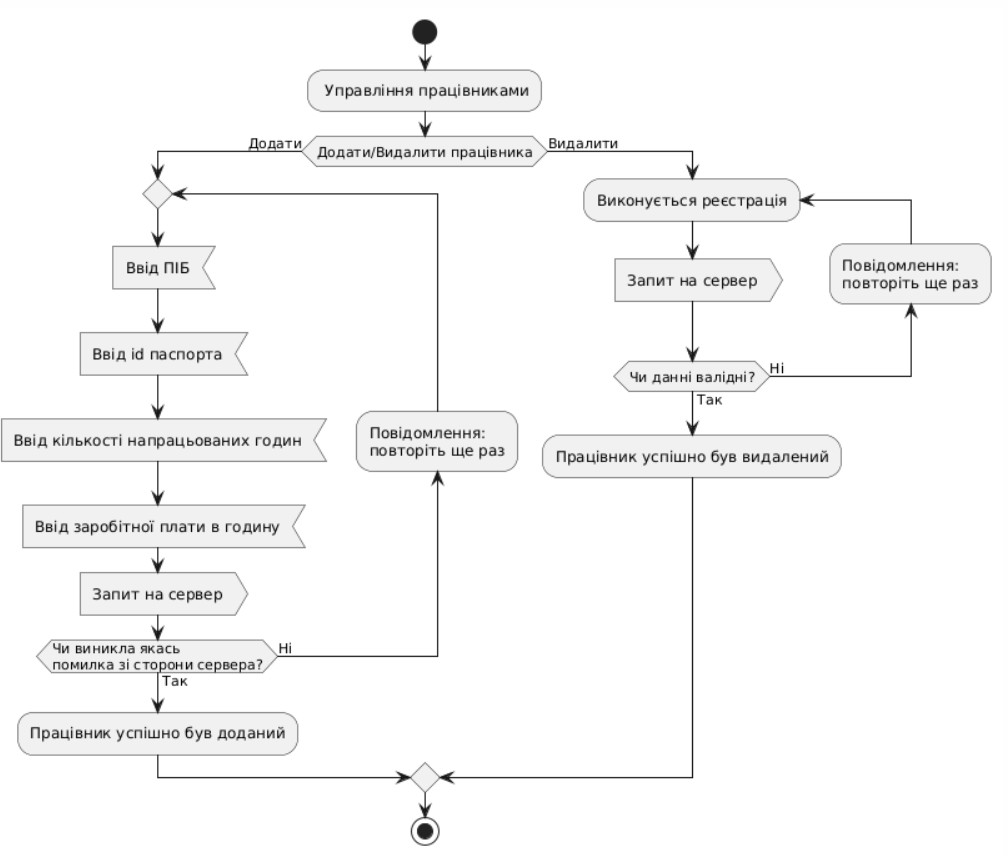 Управління працівниками
Додати
Додати/Видалити працівника
Видалити
Ввід ПІБ
Ввід id паспорта
Ввід кількості напрацьованих годин
Ввід заробітної плати в годину
Запит на сервер
Чи виникла якась
помилка зі сторони сервера?
Ні
Повідомлення:
повторіть ще раз
Так
Працівник успішно був доданий
Виконується реєстрація
Запит на сервер
Чи данні валідні?
Ні
Повідомлення:
повторіть ще раз
Так
Працівник успішно був видалений